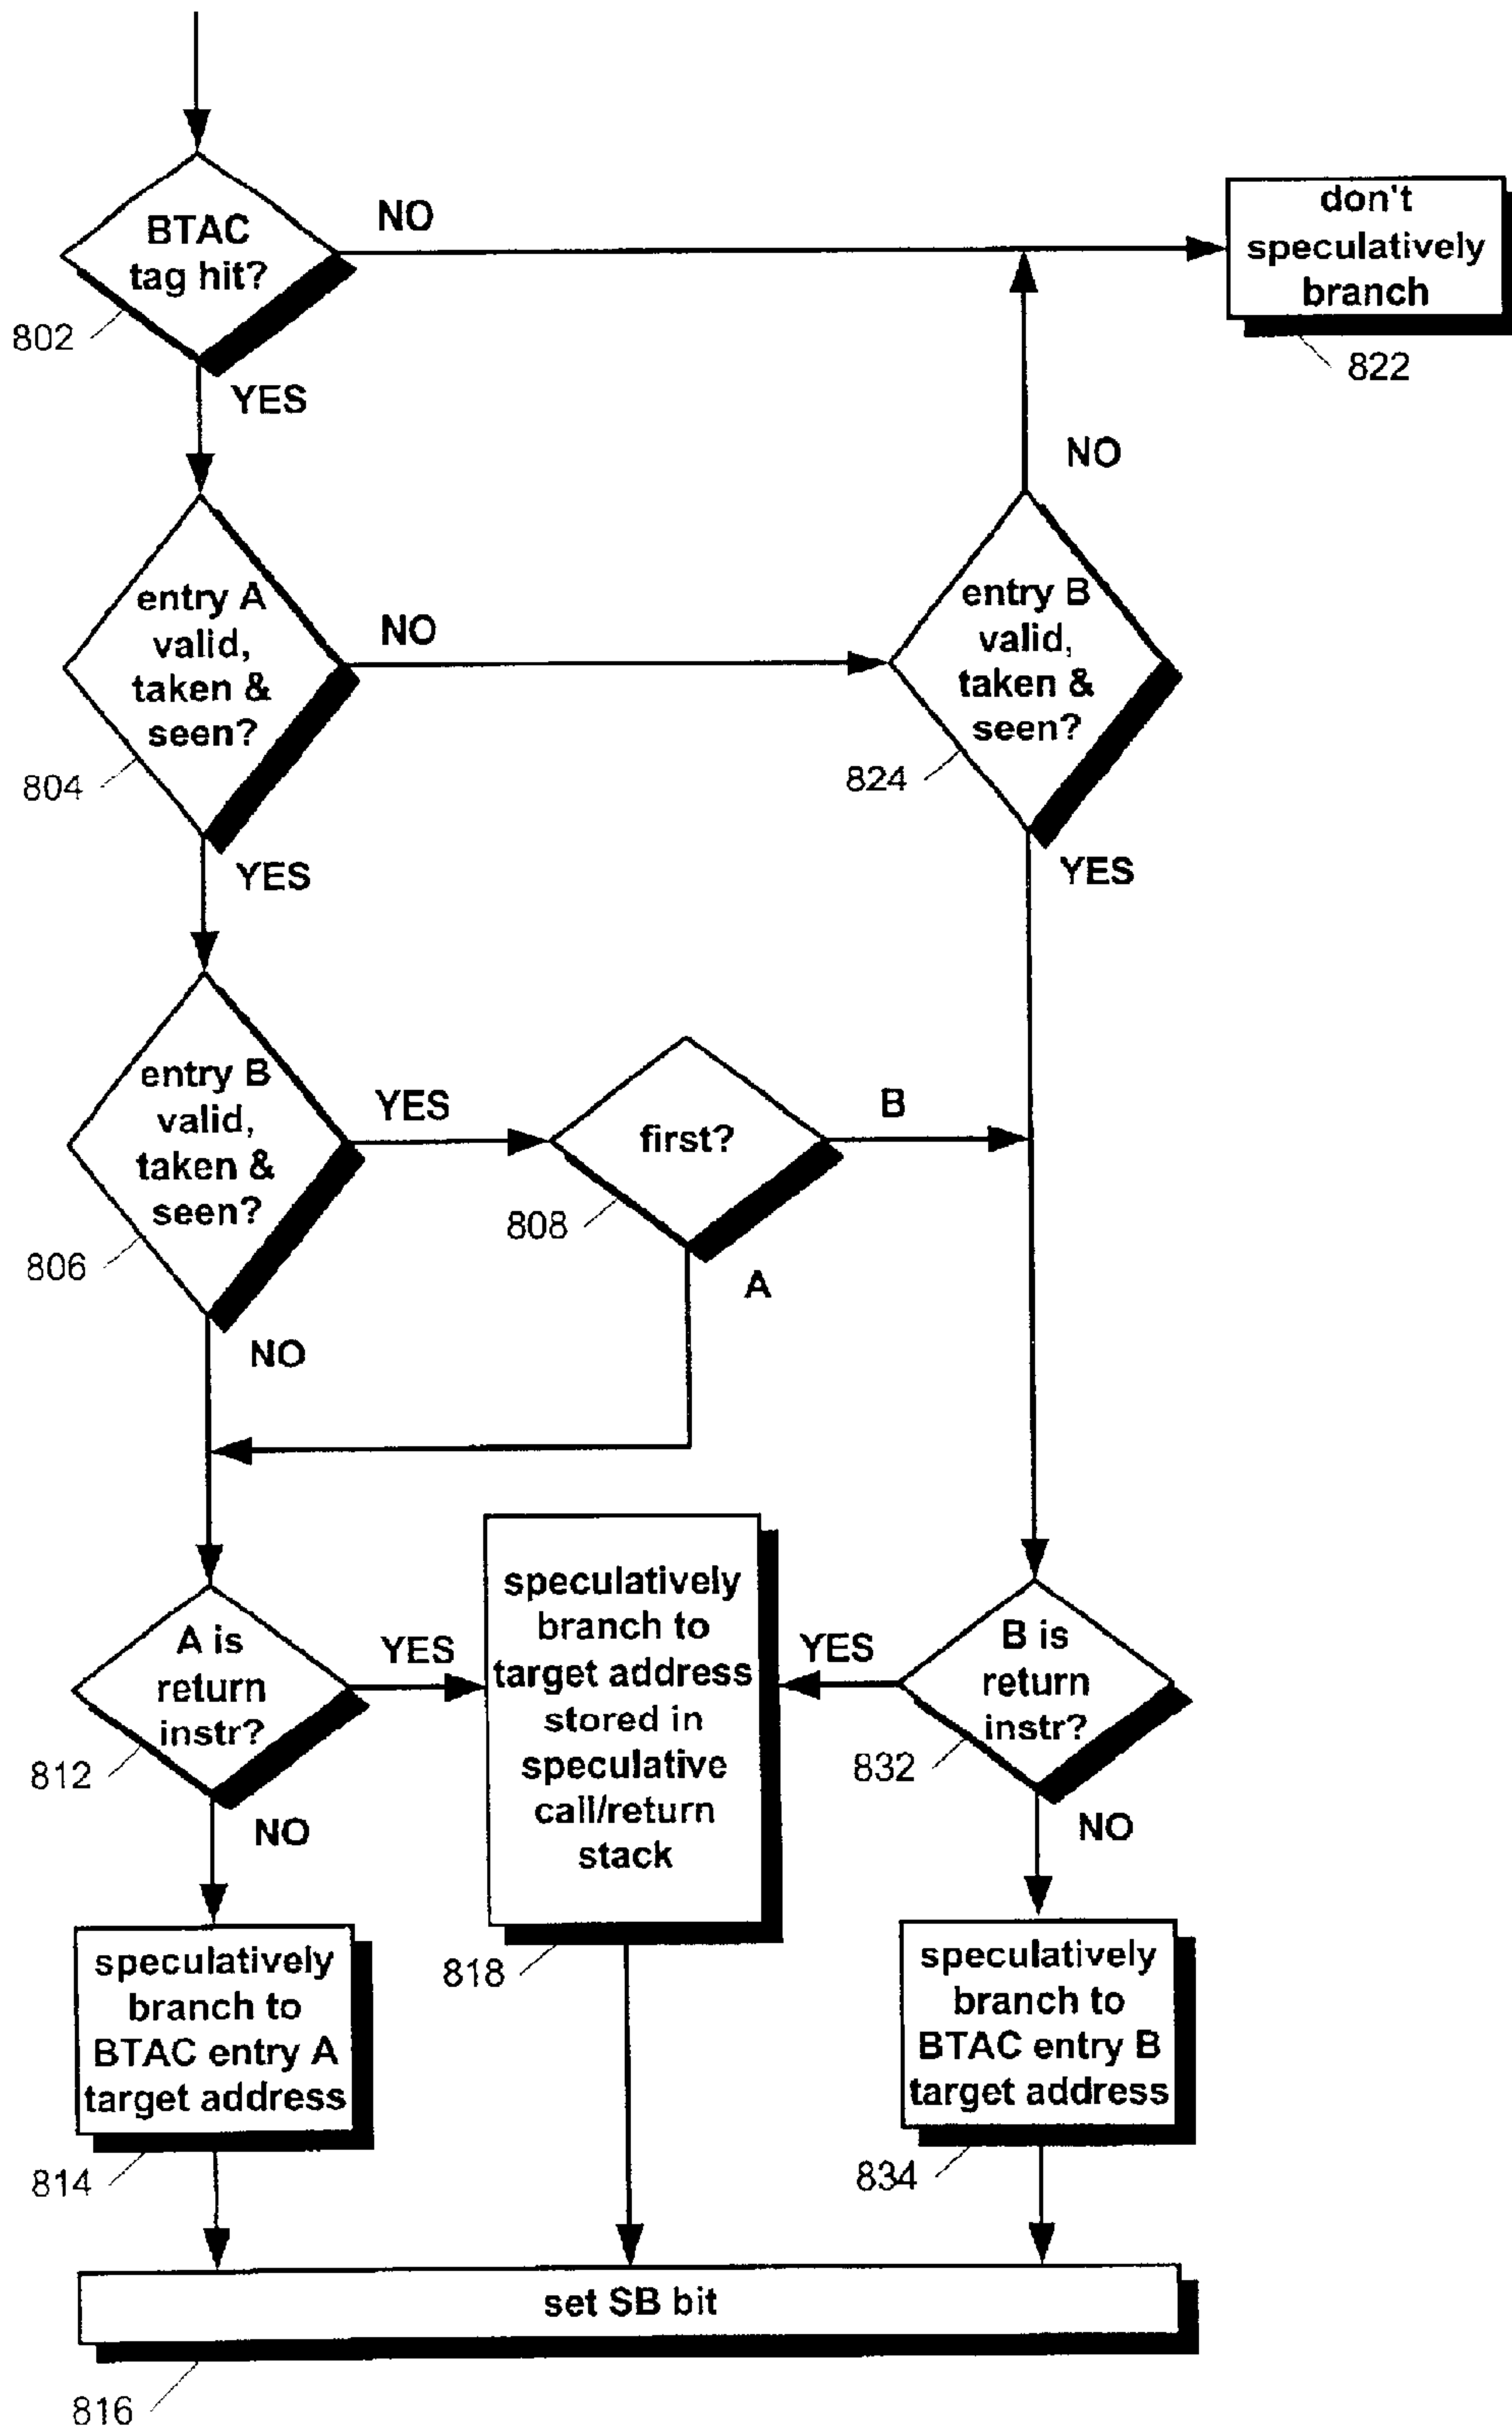 BTAC
tag hit?
802
NO
YES
don't
speculatively
branch
822
entry A
valid,
taken &
seen?
804
NO
YES
entry B
valid,
taken &
seen?
824
NO
YES
entry B
valid,
taken &
seen?
806
YES
NO
first?
808
B
A
A is
return
instr?
812
YES
NO
speculatively
branch to
target address
stored in
speculative
call/return
stack
818
B is
return
instr?
832
YES
NO
speculatively
branch to
BTAC entry A
target address
814
speculatively
branch to
BTAC entry B
target address
834
set SB bit
816